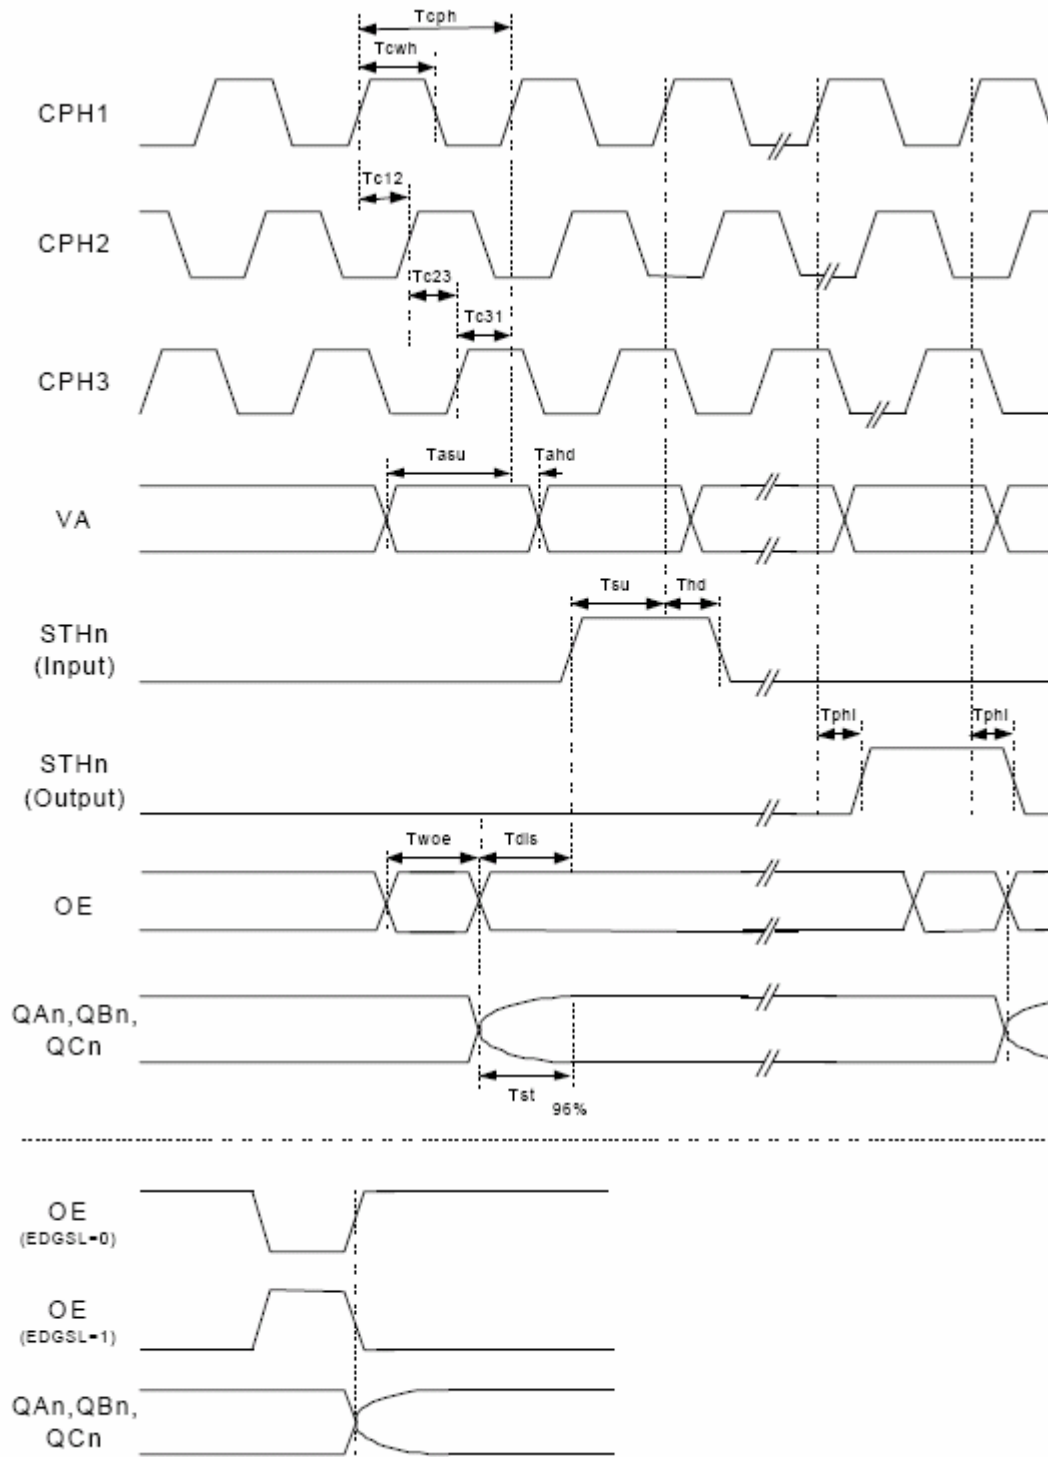 Tcph
Tcwh
CPH1
Tc12
CPH2
Tc23
Tc31
CPH3
Tasu
Tahd
VA
Tsu
Thd
STHn
(Input)
Tphl
Tphl
STHn
(Output)
Twoe
Tdis
OE
QAn,QBn,
QCn
Tst
96%
OE
(EDGSL=0)
OE
(EDGSL=1)
QAn,QBn,
QCn